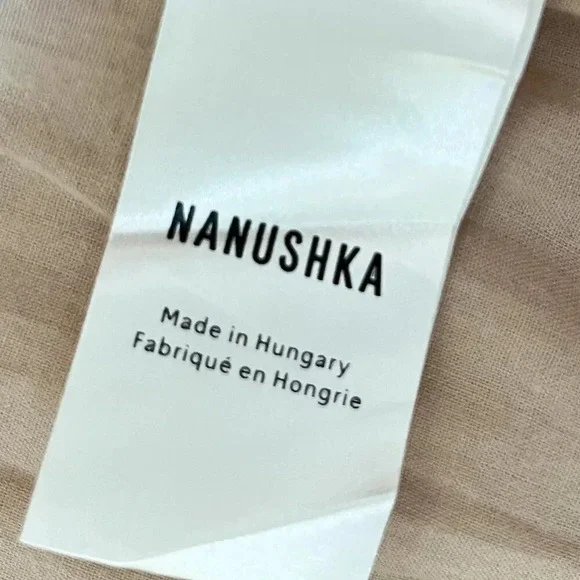 NANUSHKA
Made in Hungary
Fabriqué en Hongrie